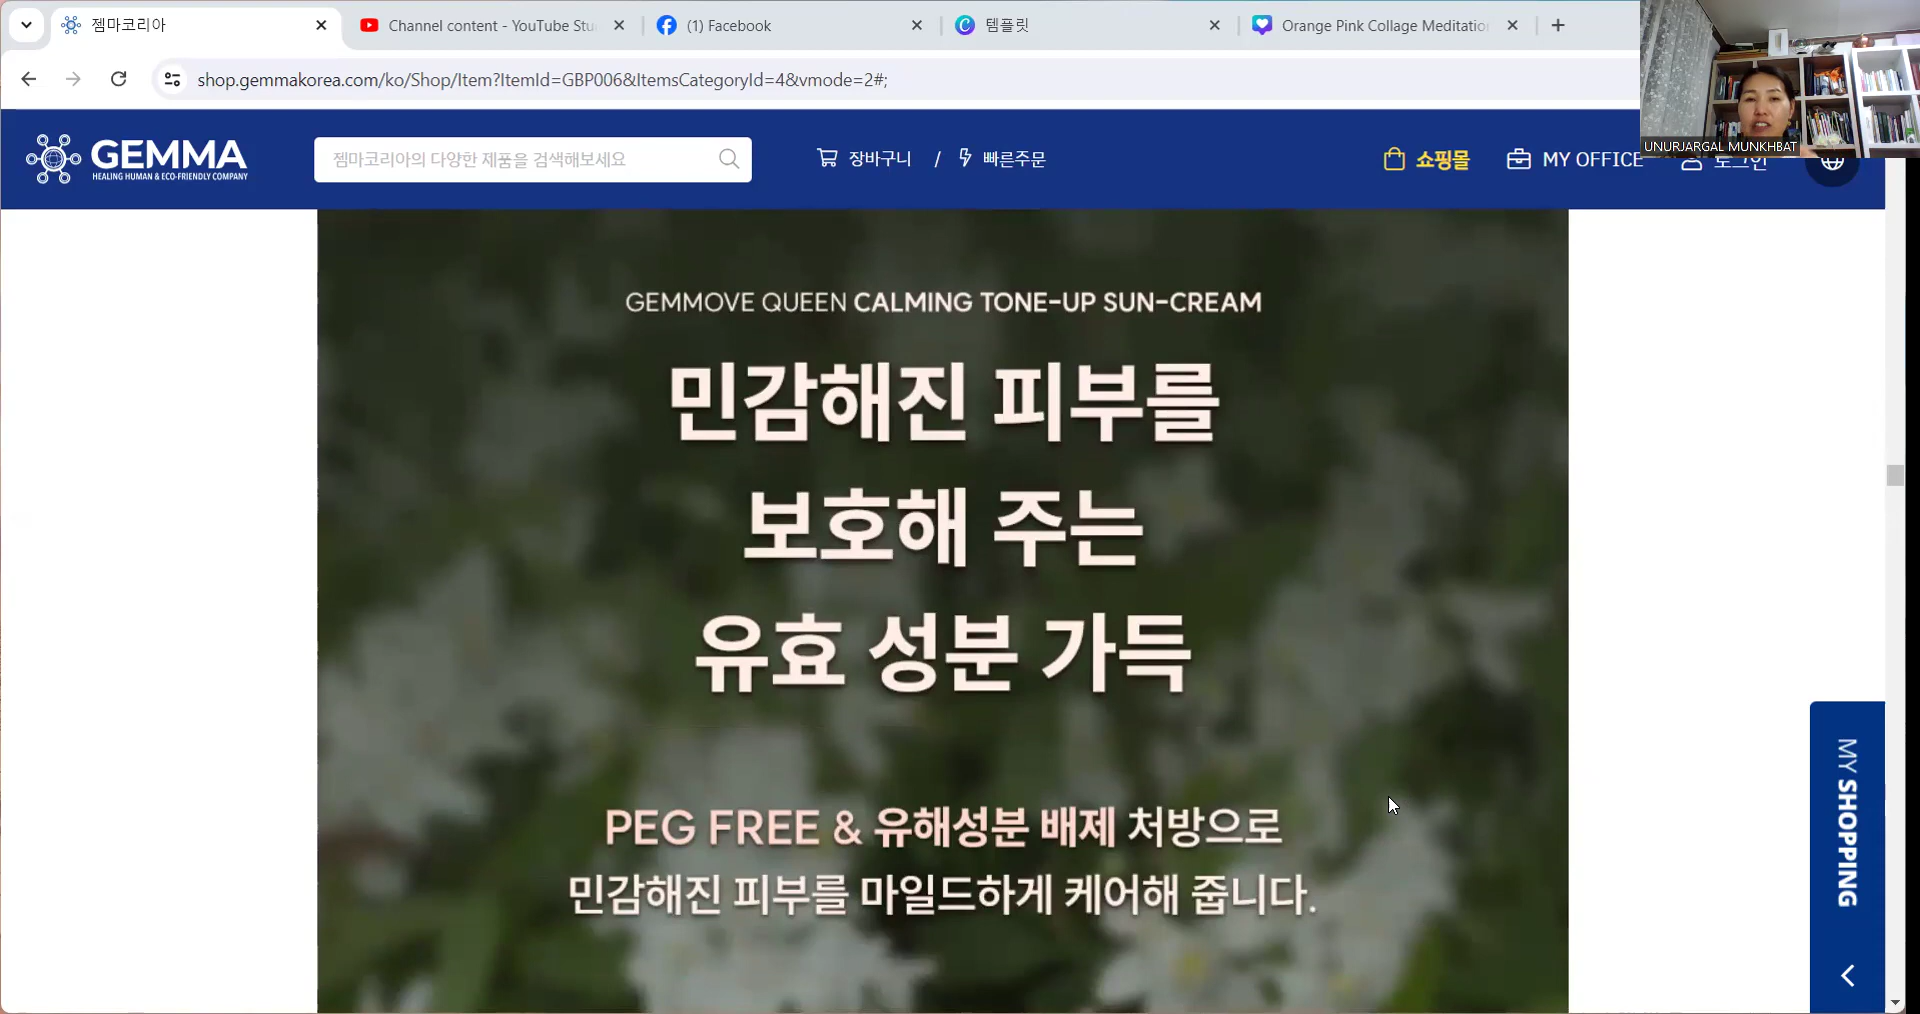 젬마코리아
Channel content - YouTube Stu
(1) Facebook
템플릿
Orange Pink Collage Meditation
shop.gemmakorea.com/ko/Shop/Item?ItemId=GBP006&ItemsCategoryId=4&vmode=2#;
UNURJARGAL MUNKHBAT
GEMMA
HEALING HUMAN & ECO-FRIENDLY COMPANY
젬마코리아의 다양한 제품을 검색해보세요
장바구니 / 빠른주문
쇼핑몰
MY OFFICE
로그인
GEMMOVE QUEEN CALMING TONE-UP SUN-CREAM
민감해진 피부를
보호해 주는
유효 성분 가득
PEG FREE & 유해성분 배제 처방으로
민감해진 피부를 마일드하게 케어해 줍니다.
MY SHOPPING